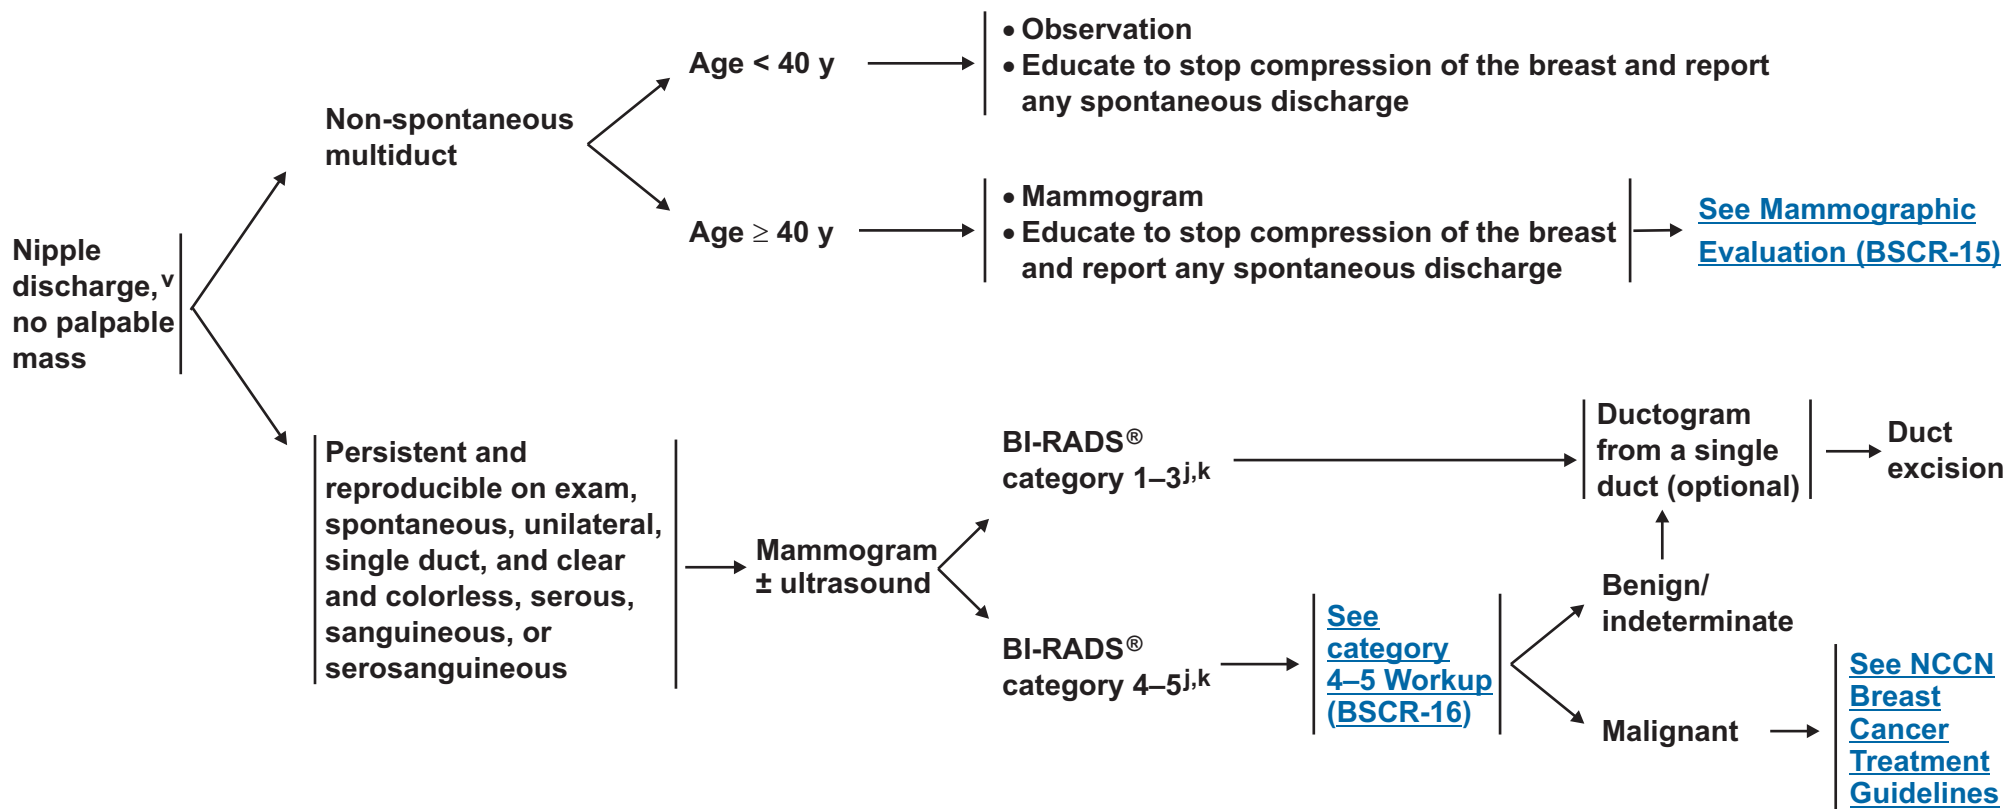 Nipple
discharge,v
no palpable
mass
Non-spontaneous
multiduct
Age < 40 y
• Observation
• Educate to stop compression of the breast and report
any spontaneous discharge
Age ≥ 40 y
• Mammogram
• Educate to stop compression of the breast
and report any spontaneous discharge
See Mammographic
Evaluation (BSCR-15)
Persistent and
reproducible on exam,
spontaneous, unilateral,
single duct, and clear
and colorless, serous,
sanguineous, or
serosanguineous
Mammogram
± ultrasound
BI-RADS®
category 1–3j,k
Ductogram
from a single
duct (optional)
Duct
excision
BI-RADS®
category 4–5j,k
See
category
4–5 Workup
(BSCR-16)
Benign/
indeterminate
Malignant
See NCCN
Breast
Cancer
Treatment
Guidelines